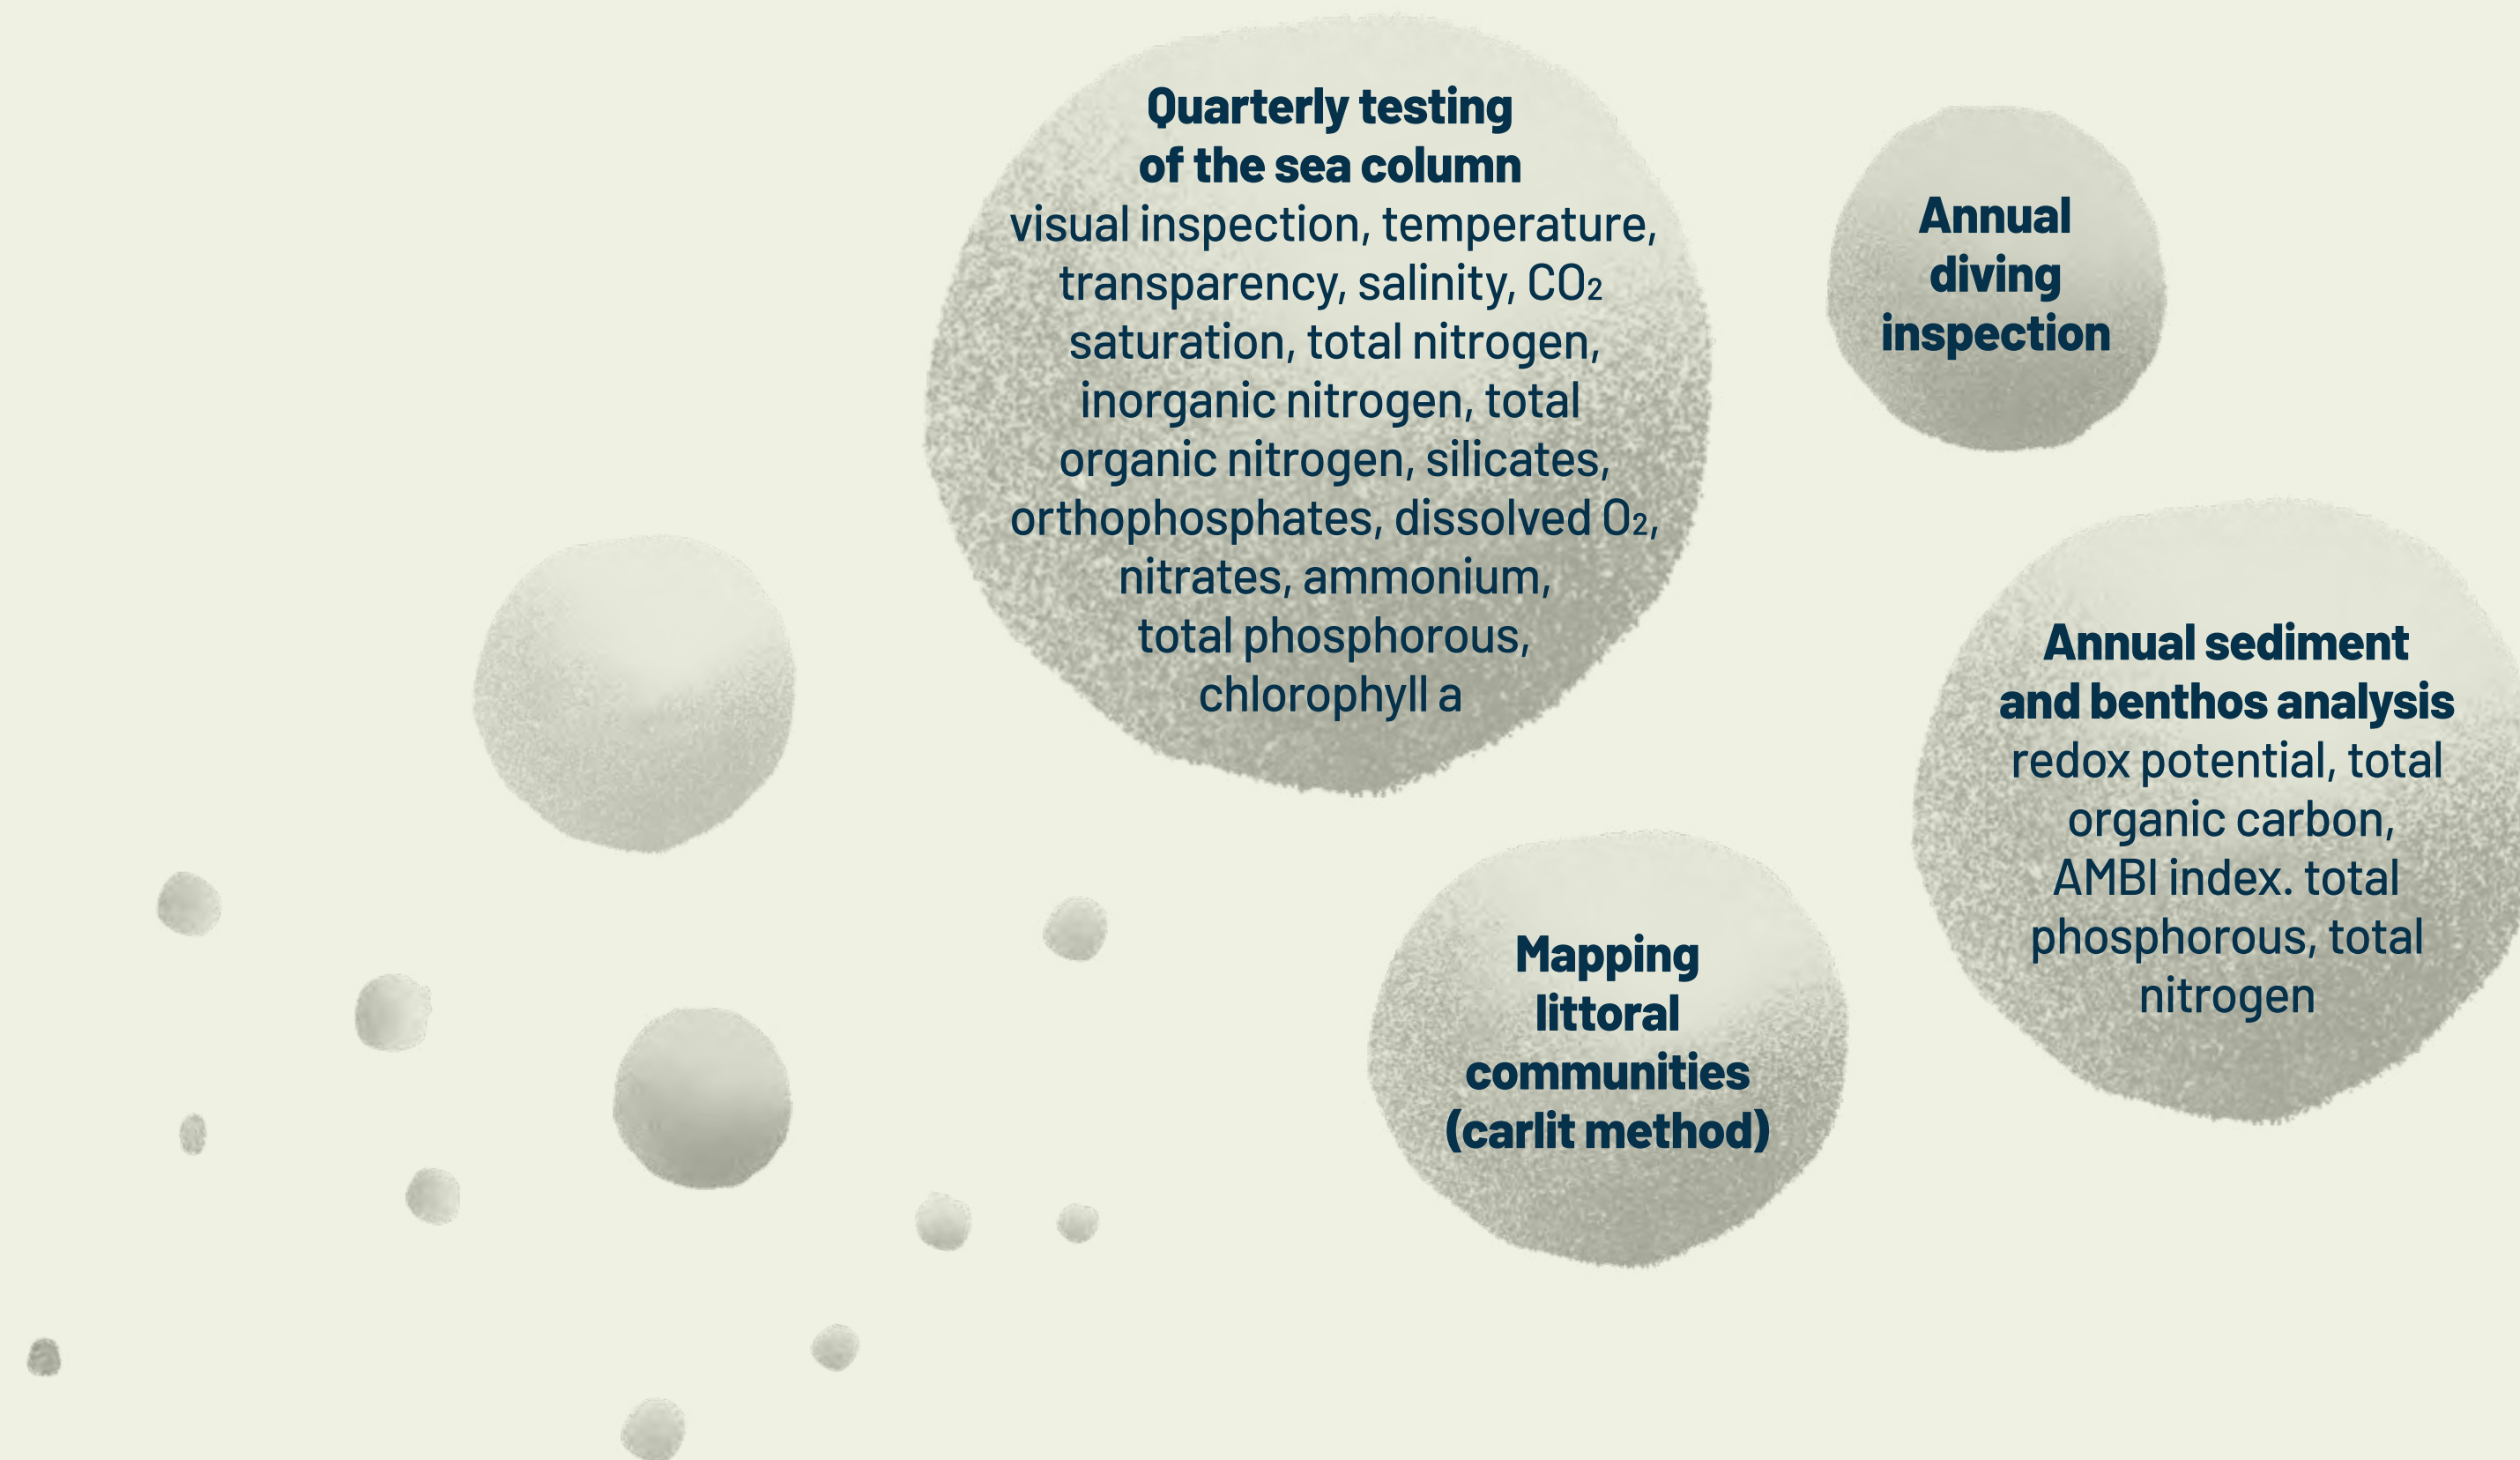 Quarterly testing
of the sea column
visual inspection, temperature,
transparency, salinity, CO₂
saturation, total nitrogen,
inorganic nitrogen, total
organic nitrogen, silicates,
orthophosphates, dissolved O₂,
nitrates, ammonium,
total phosphorous,
chlorophyll a
Annual
diving
inspection
Annual sediment
and benthos analysis
redox potential, total
organic carbon,
AMBI index. total
phosphorous, total
nitrogen
Mapping
littoral
communities
(carlit method)